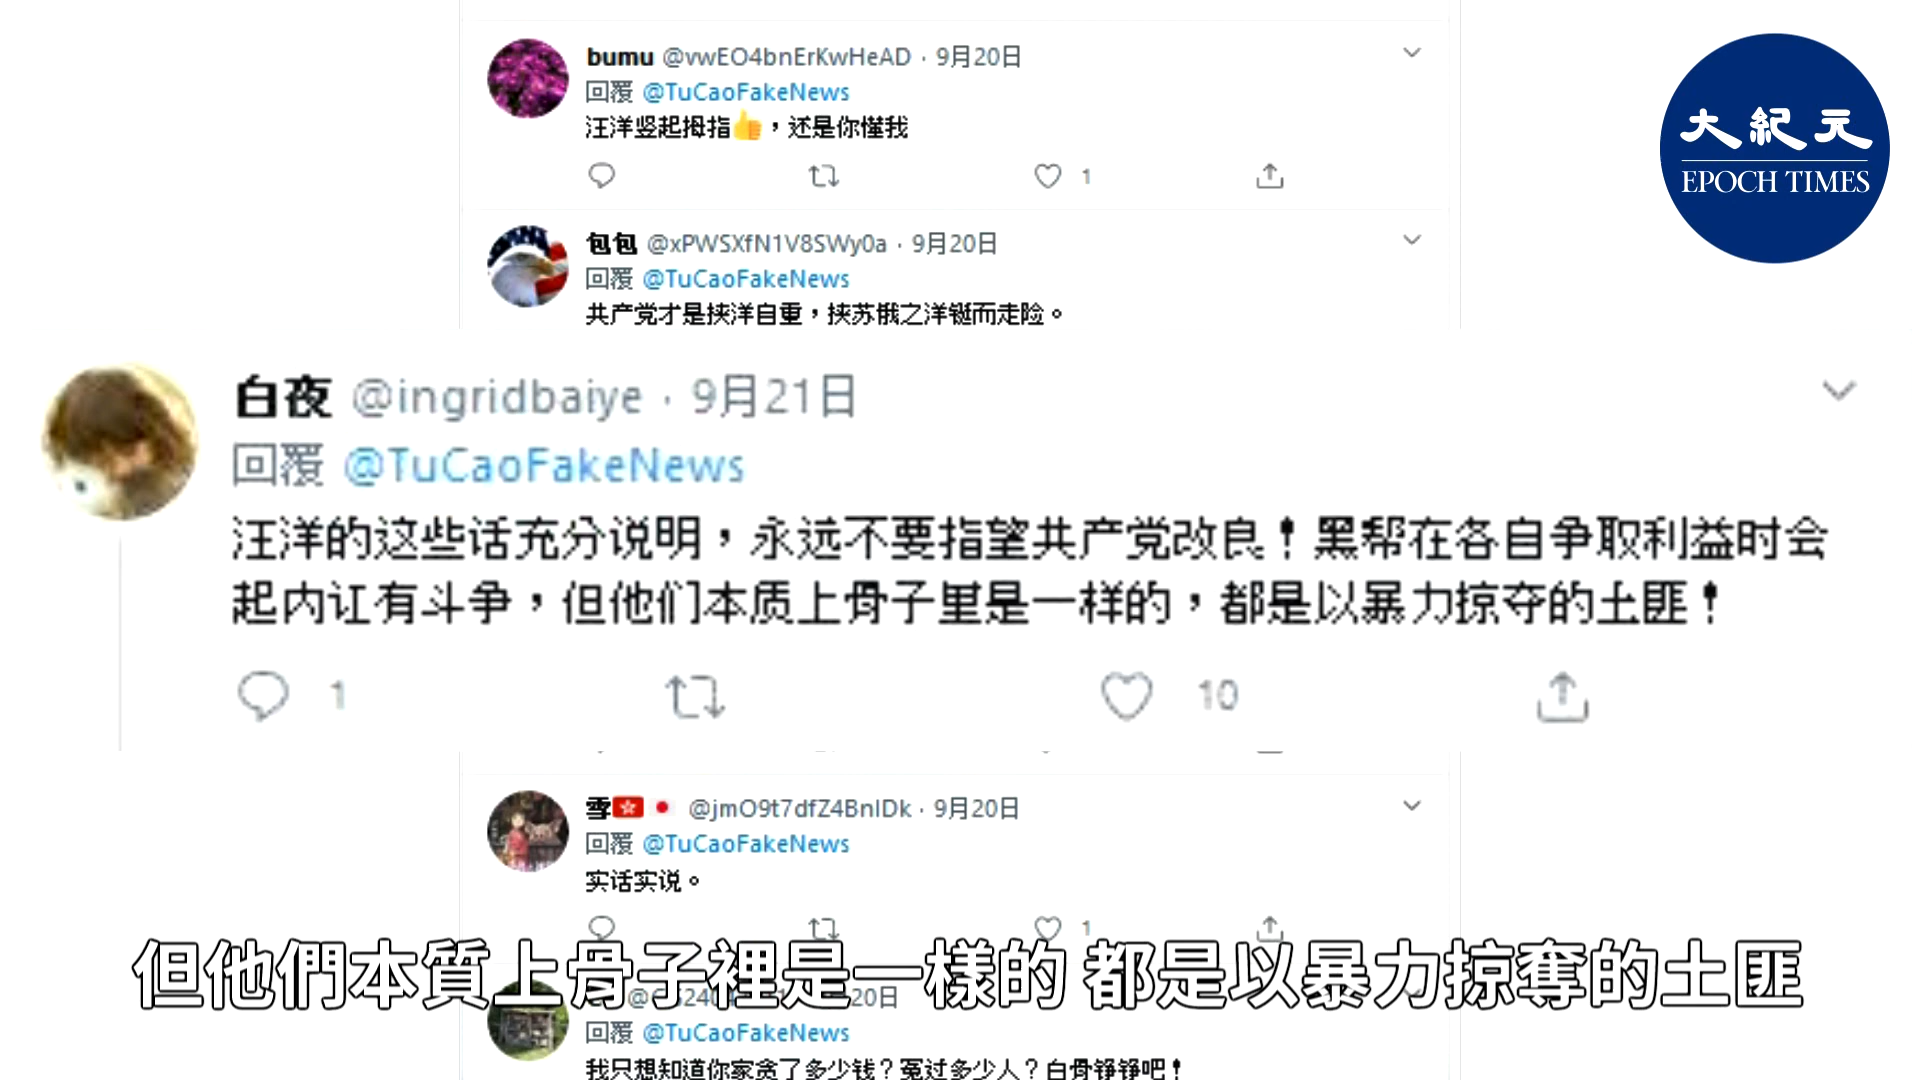 bumu @vwEO4bnErKwHeAD · 9月20日
回覆 @TuCaoFakeNews
汪洋竖起拇指👍，还是你懂我
1
大紀元
EPOCH TIMES
包包 @xPWSXfN1V8SWy0a · 9月20日
回覆 @TuCaoFakeNews
共产党才是挟洋自重，挟苏俄之洋铤而走险。
白夜 @ingridbaiye · 9月21日
回覆 @TuCaoFakeNews
汪洋的这些话充分说明，永远不要指望共产党改良！黑帮在各自争取利益时会
起内讧有斗争，但他们本质上骨子里是一样的，都是以暴力掠夺的土匪！
1 10
雪🇭🇰🇯🇵 @jmO9t7dfZ4BnIDk · 9月20日
回覆 @TuCaoFakeNews
实话实说。
1
但他們本質上骨子裡是一樣的 都是以暴力掠奪的土匪
20日
回覆 @TuCaoFakeNews
我只想知道你家贪了多少钱？冤过多少人？白骨铮铮吧！